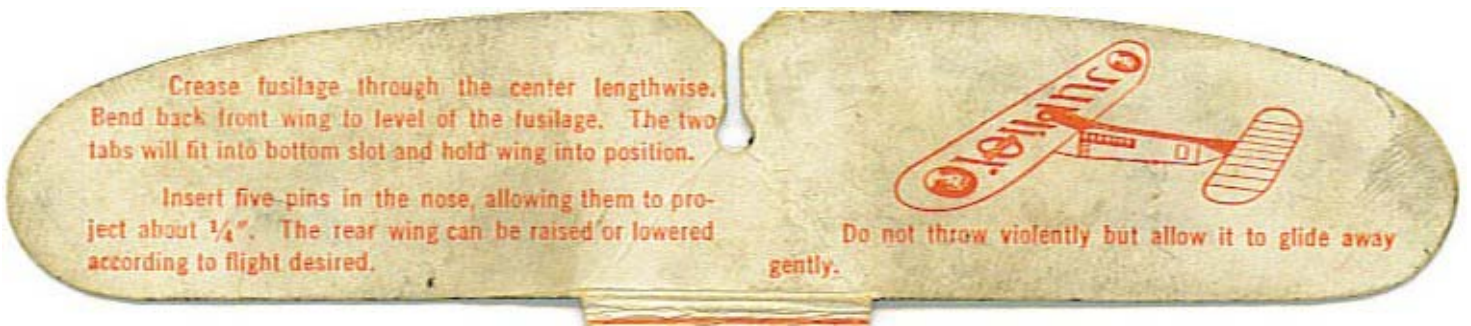 Crease fusilage through the center lengthwise.
Bend back front wing to level of the fusilage. The two
tabs will fit into bottom slot and hold wing into position.
Insert five pins in the nose, allowing them to pro-
ject about 1/4". The rear wing can be raised or lowered
according to flight desired.
Jupiter
Do not throw violently but allow it to glide away
gently.